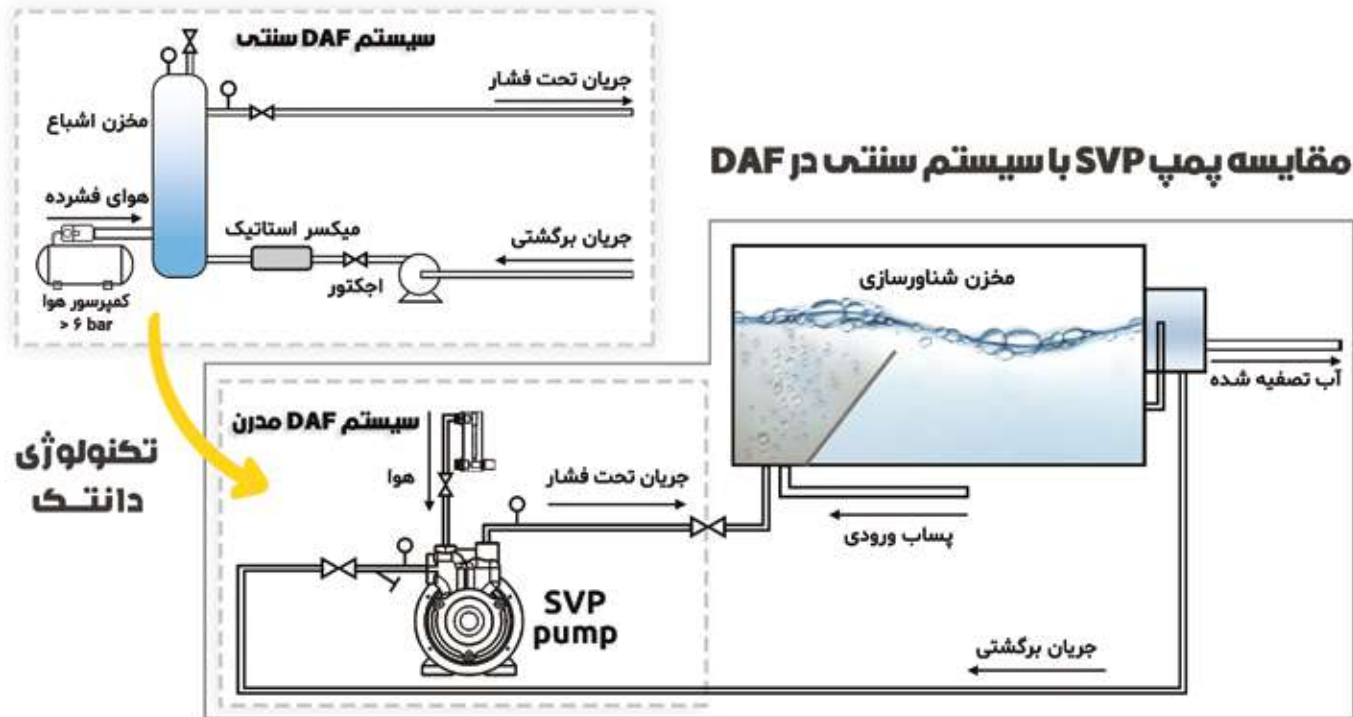 سیستم DAF سنتی
جریان تحت فشار
مخزن اشباع
هوای فشرده
میکسر استاتیک
جریان برگشتی
اجکتور
کمپرسور هوا
> ۶ bar
مقایسه پمپ SVP با سیستم سنتی در DAF
مخزن شناورسازی
آب تصفیه شده
تکنولوژی
دانتک
سیستم DAF مدرن
هوا
جریان تحت فشار
پساب ورودی
SVP
pump
جریان برگشتی